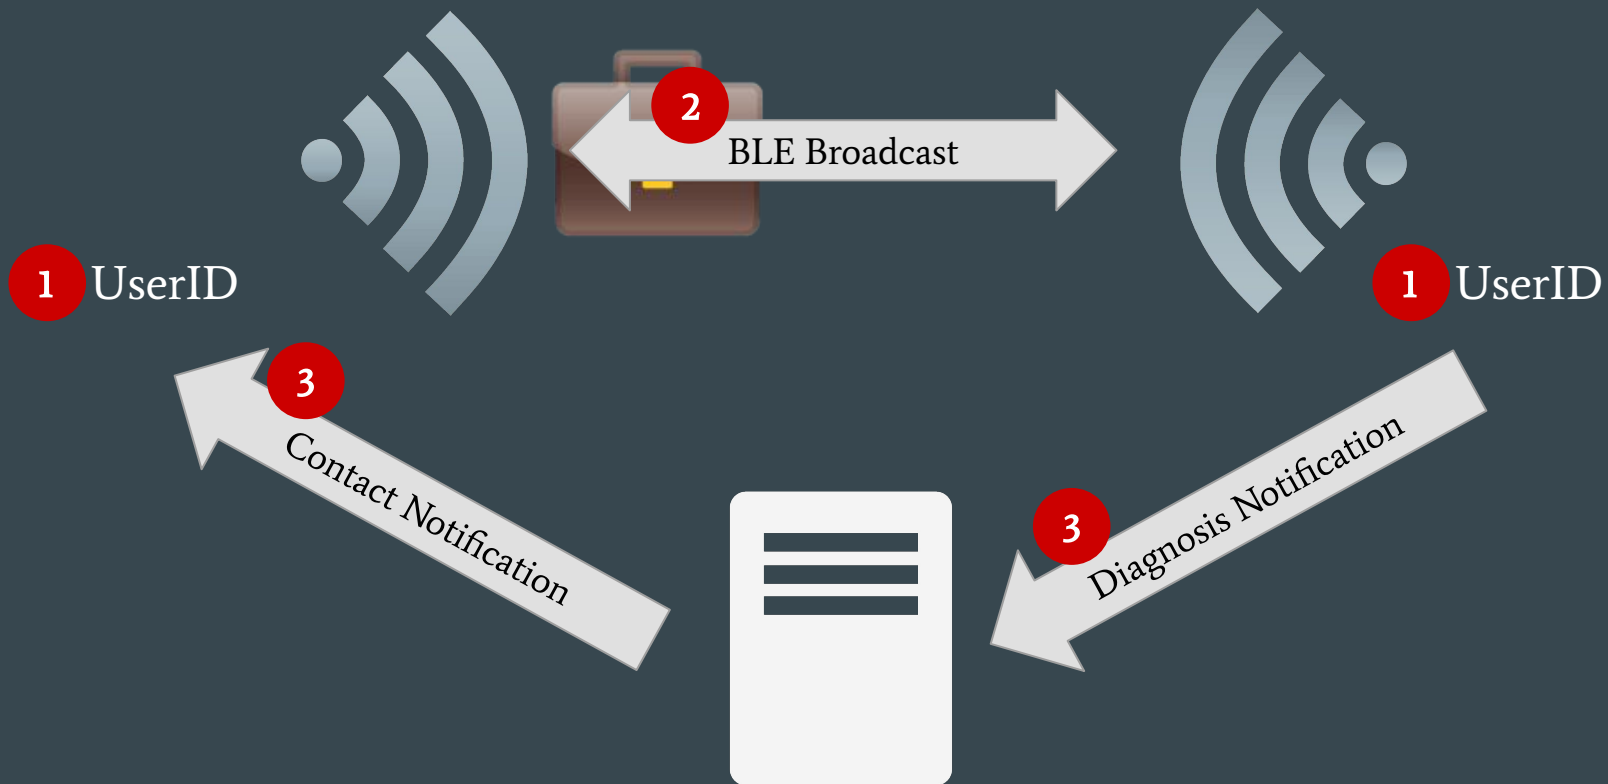 2
BLE Broadcast
1 UserID
1 UserID
3
Contact Notification
3
Diagnosis Notification